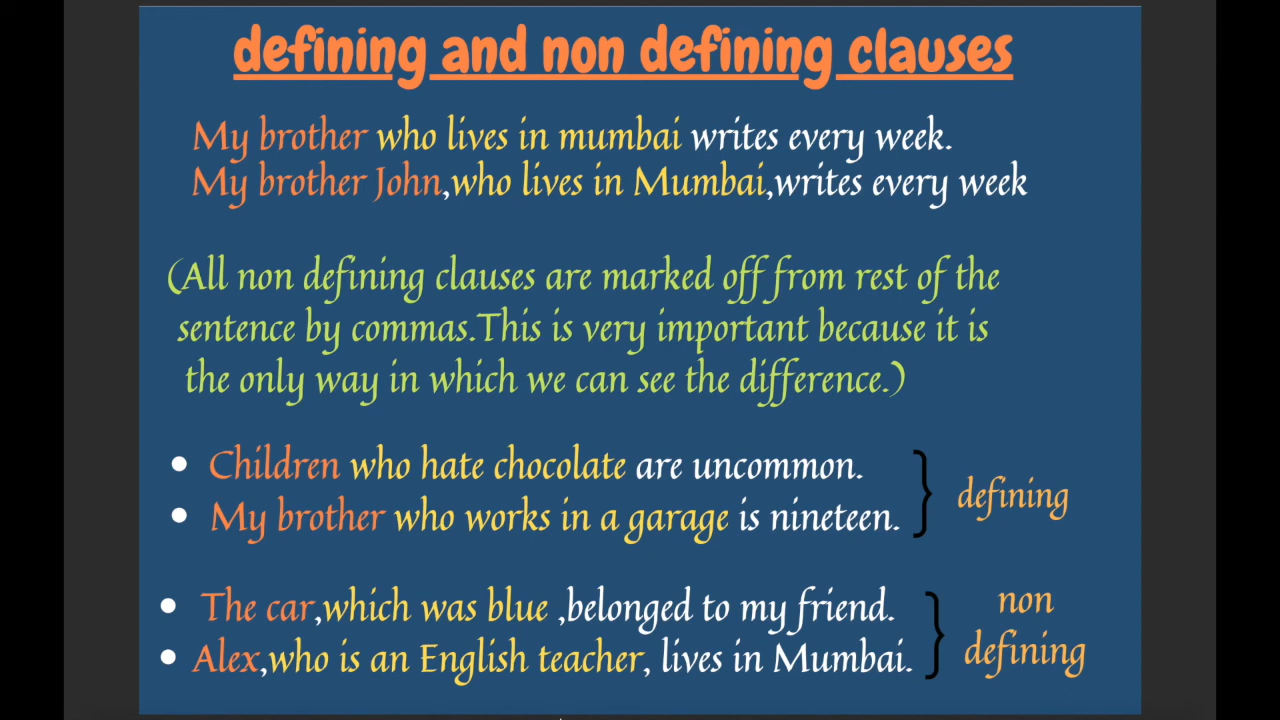 defining and non defining clauses
My brother who lives in mumbai writes every week.
My brother John,who lives in Mumbai,writes every week
(All non defining clauses are marked off from rest of the
sentence by commas.This is very important because it is
the only way in which we can see the difference.)
• Children who hate chocolate are uncommon.
• My brother who works in a garage is nineteen.
defining
• The car,which was blue ,belonged to my friend.
• Alex,who is an English teacher, lives in Mumbai.
non
defining